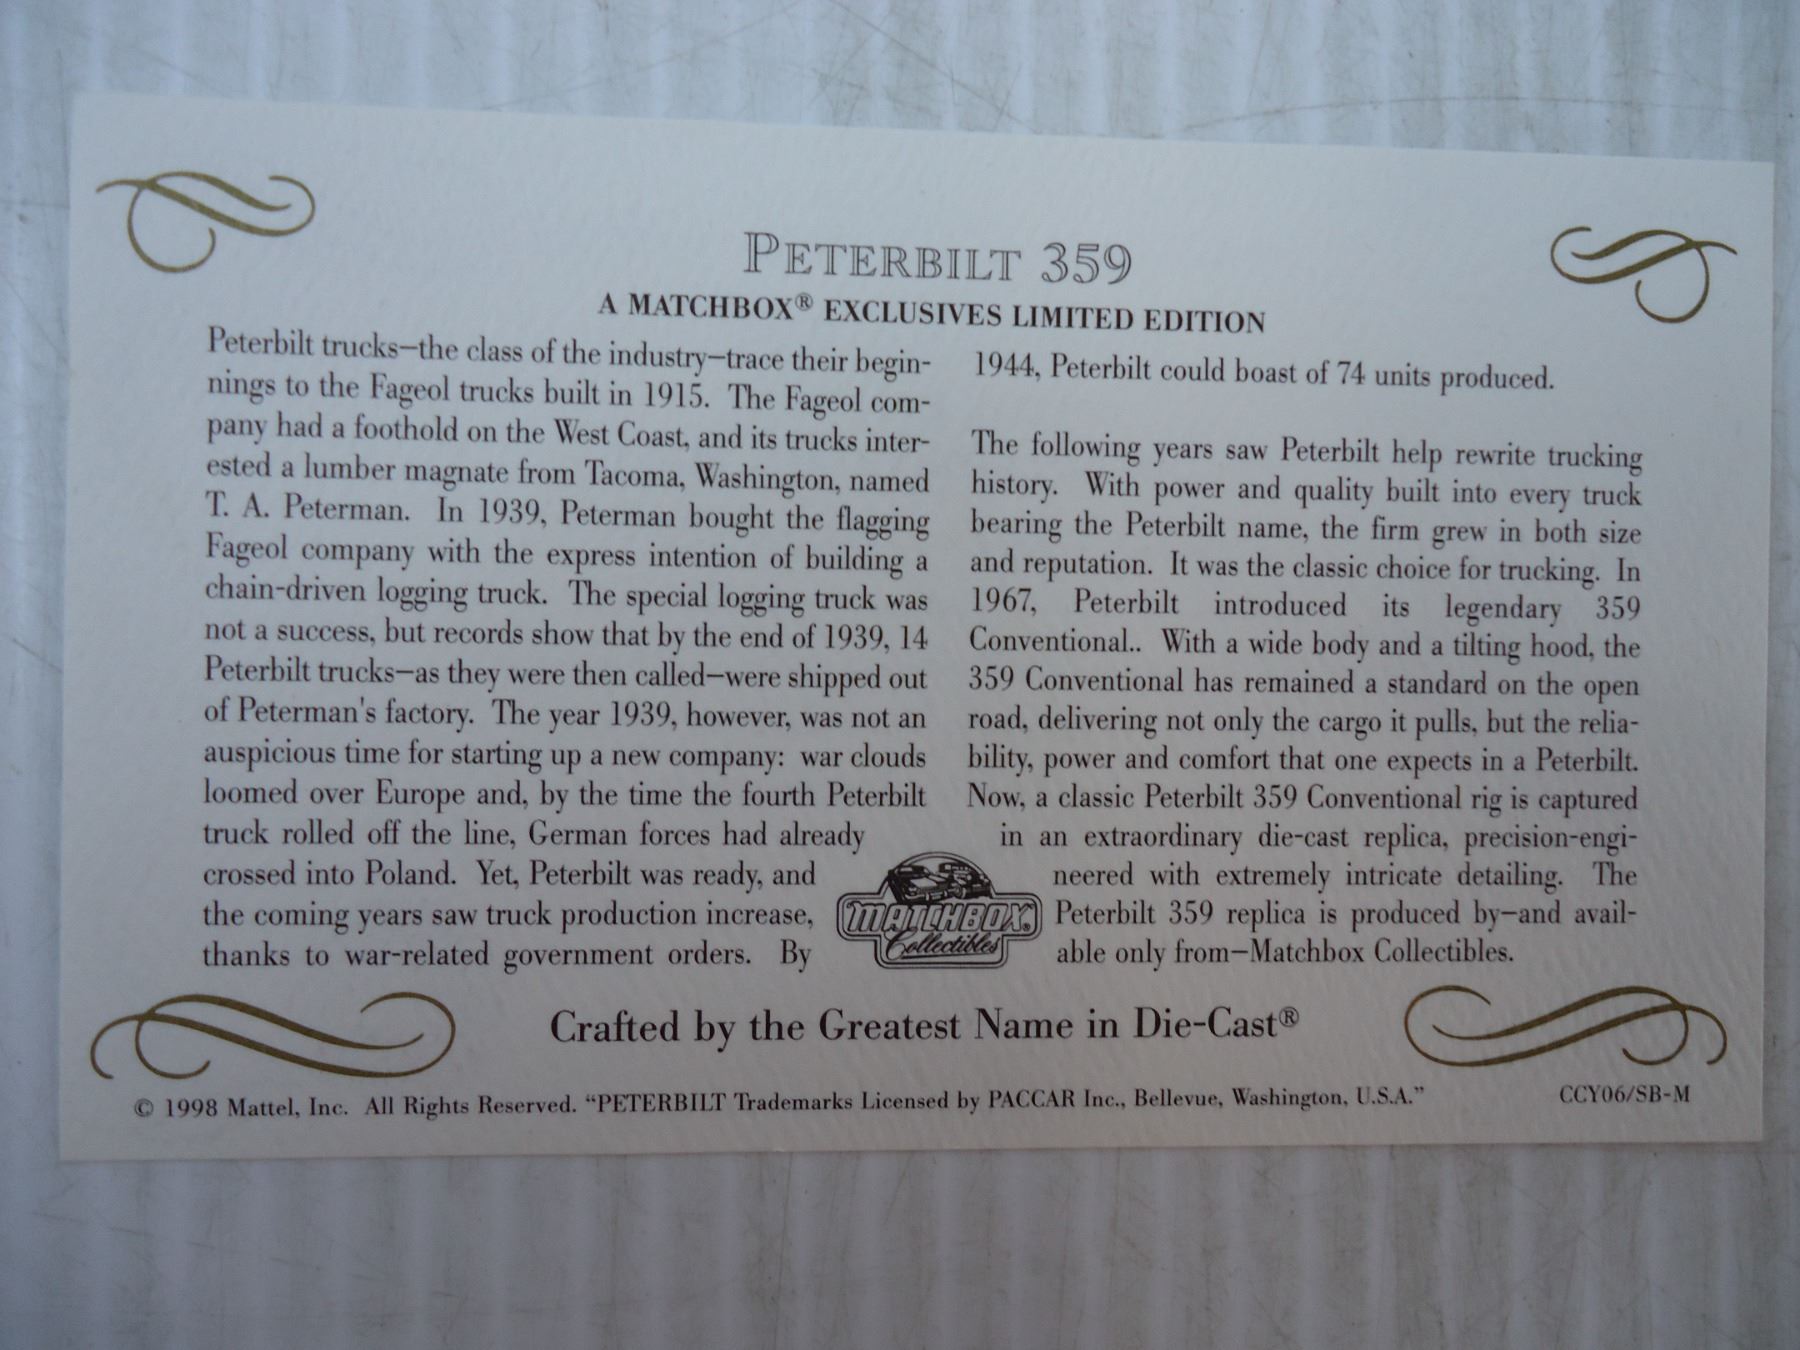 PETERBILT 359
A MATCHBOX® EXCLUSIVES LIMITED EDITION
Peterbilt trucks—the class of the industry—trace their begin-
nings to the Fageol trucks built in 1915. The Fageol com-
pany had a foothold on the West Coast, and its trucks inter-
ested a lumber magnate from Tacoma, Washington, named
T. A. Peterman. In 1939, Peterman bought the flagging
Fageol company with the express intention of building a
chain-driven logging truck. The special logging truck was
not a success, but records show that by the end of 1939, 14
Peterbilt trucks—as they were then called—were shipped out
of Peterman's factory. The year 1939, however, was not an
auspicious time for starting up a new company: war clouds
loomed over Europe and, by the time the fourth Peterbilt
truck rolled off the line, German forces had already
crossed into Poland. Yet, Peterbilt was ready, and
the coming years saw truck production increase,
thanks to war-related government orders. By
1944, Peterbilt could boast of 74 units produced.
The following years saw Peterbilt help rewrite trucking
history. With power and quality built into every truck
bearing the Peterbilt name, the firm grew in both size
and reputation. It was the classic choice for trucking. In
1967, Peterbilt introduced its legendary 359
Conventional.. With a wide body and a tilting hood, the
359 Conventional has remained a standard on the open
road, delivering not only the cargo it pulls, but the relia-
bility, power and comfort that one expects in a Peterbilt.
Now, a classic Peterbilt 359 Conventional rig is captured
in an extraordinary die-cast replica, precision-engi-
neered with extremely intricate detailing. The
Peterbilt 359 replica is produced by—and avail-
able only from—Matchbox Collectibles.
MATCHBOX®
Collectibles
Crafted by the Greatest Name in Die-Cast®
© 1998 Mattel, Inc. All Rights Reserved. “PETERBILT Trademarks Licensed by PACCAR Inc., Bellevue, Washington, U.S.A.”
CCY06/SB-M